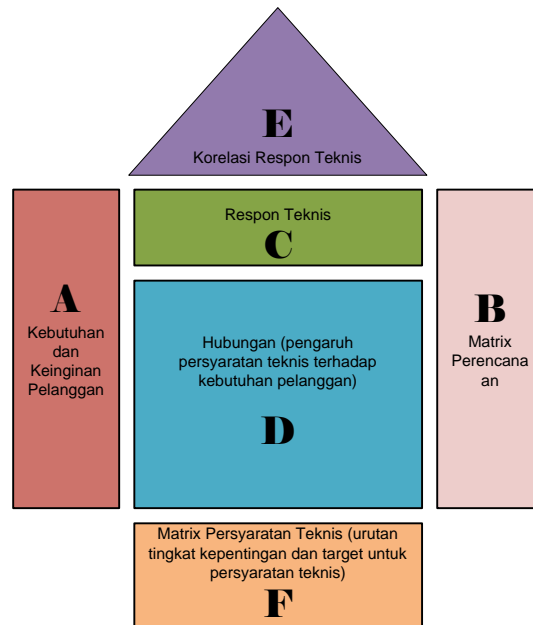 E
Korelasi Respon Teknis
Respon Teknis
C
A
Kebutuhan
dan
Keinginan
Pelanggan
Hubungan (pengaruh
persyaratan teknis terhadap
kebutuhan pelanggan)
D
B
Matrix
Perencana
an
Matrix Persyaratan Teknis (urutan
tingkat kepentingan dan target untuk
persyaratan teknis)
F